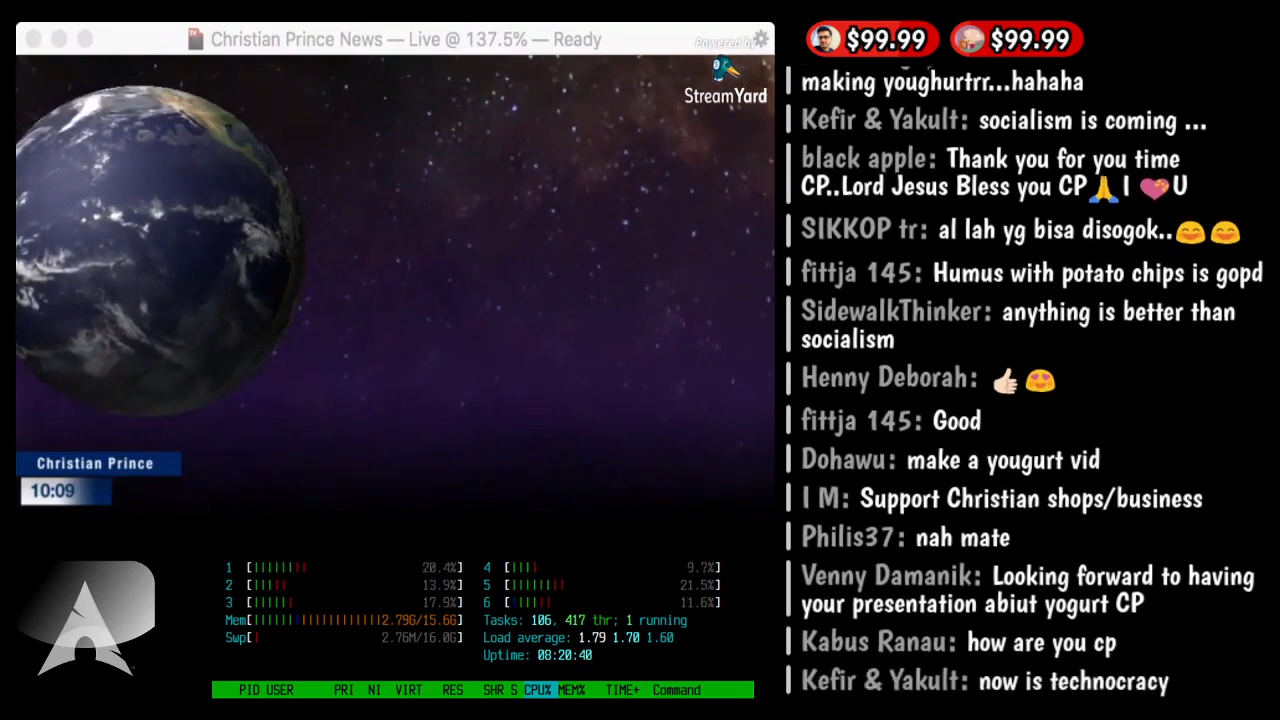 Christian Prince News — Live @ 137.5% — Ready
Powered by
StreamYard
Christian Prince
10:09
1 [|||||||||| 20.4%]
2 [|||||| 13.9%]
3 [||||||| 17.9%]
4 [|||| 9.7%]
5 [|||||||||| 21.5%]
6 [||||||| 11.6%]
Mem[||||||||||||||||||||||2.79G/15.6G]
Swp[| 2.76M/16.0G]
Tasks: 106, 417 thr; 1 running
Load average: 1.79 1.70 1.60
Uptime: 08:20:40
PID USER PRI NI VIRT RES SHR S CPU% MEM% TIME+ Command
$99.99 $99.99
making youghurtrr...hahaha
Kefir & Yakult: socialism is coming ...
black apple: Thank you for you time
CP..Lord Jesus Bless you CP🙏I 💝U
SIKKOP tr: al lah yg bisa disogok..😄😄
fittja 145: Humus with potato chips is gopd
SidewalkThinker: anything is better than
socialism
Henny Deborah: 👍🏻😍
fittja 145: Good
Dohawu: make a yougurt vid
I M: Support Christian shops/business
Philis37: nah mate
Venny Damanik: Looking forward to having
your presentation abiut yogurt CP
Kabus Ranau: how are you cp
Kefir & Yakult: now is technocracy